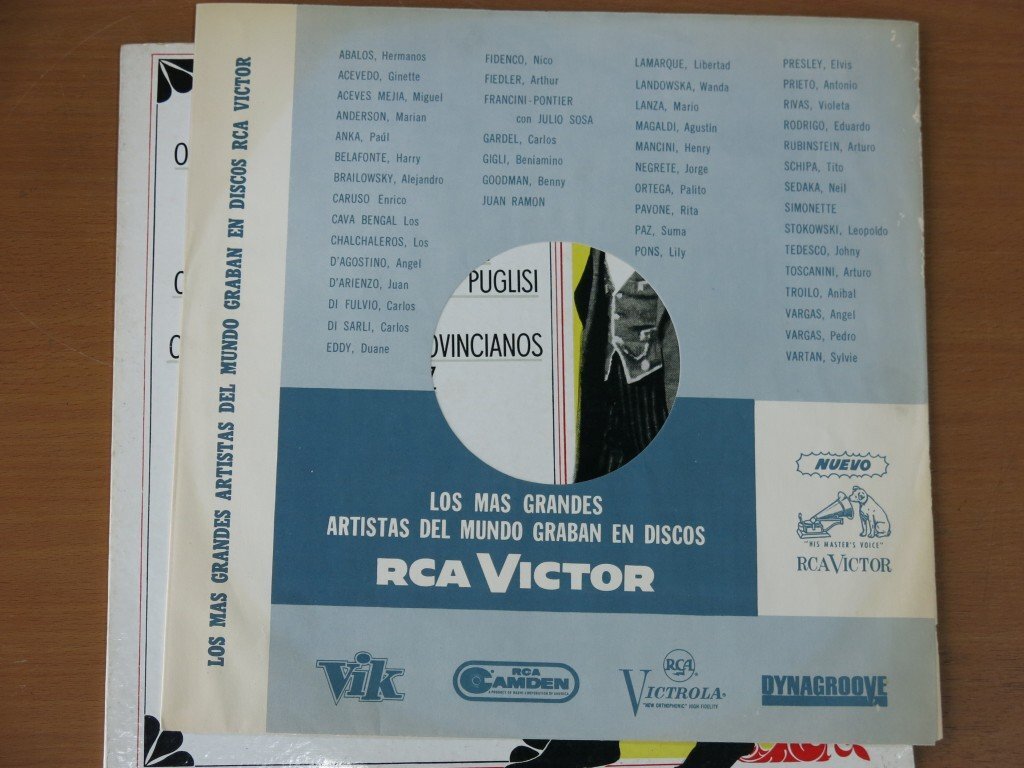 LOS MAS GRANDES ARTISTAS DEL MUNDO GRABAN EN DISCOS RCA VICTOR
O
O
C
ABALOS, Hermanos
ACEVEDO, Ginette
ACEVES MEJIA, Miguel
ANDERSON, Marian
ANKA, Paúl
BELAFONTE, Harry
BRAILOWSKY, Alejandro
CARUSO Enrico
CAVA BENGAL Los
CHALCHALEROS, Los
D'AGOSTINO, Angel
D'ARIENZO, Juan
DI FULVIO, Carlos
DI SARLI, Carlos
EDDY, Duane
FIDENCO, Nico
FIEDLER, Arthur
FRANCINI-PONTIER
con JULIO SOSA
GARDEL, Carlos
GIGLI, Beniamino
GOODMAN, Benny
JUAN RAMON
LAMARQUE, Libertad
LANDOWSKA, Wanda
LANZA, Mario
MAGALDI, Agustin
MANCINI, Henry
NEGRETE, Jorge
ORTEGA, Palito
PAVONE, Rita
PAZ, Suma
PONS, Lily
PRESLEY, Elvis
PRIETO, Antonio
RIVAS, Violeta
RODRIGO, Eduardo
RUBINSTEIN, Arturo
SCHIPA, Tito
SEDAKA, Neil
SIMONETTE
STOKOWSKI, Leopoldo
TEDESCO, Johny
TOSCANINI, Arturo
TROILO, Anibal
VARGAS, Angel
VARGAS, Pedro
VARTAN, Sylvie
PUGLISI
OVINCIANOS
LOS MAS GRANDES
ARTISTAS DEL MUNDO GRABAN EN DISCOS
RCA VICTOR
NUEVO
"HIS MASTER'S VOICE"
RCA VICTOR
Vik
RCA
CAMDEN
RCA
VICTROLA®
"NEW ORTHOPHONIC" HIGH FIDELITY
DYNAGROOVE